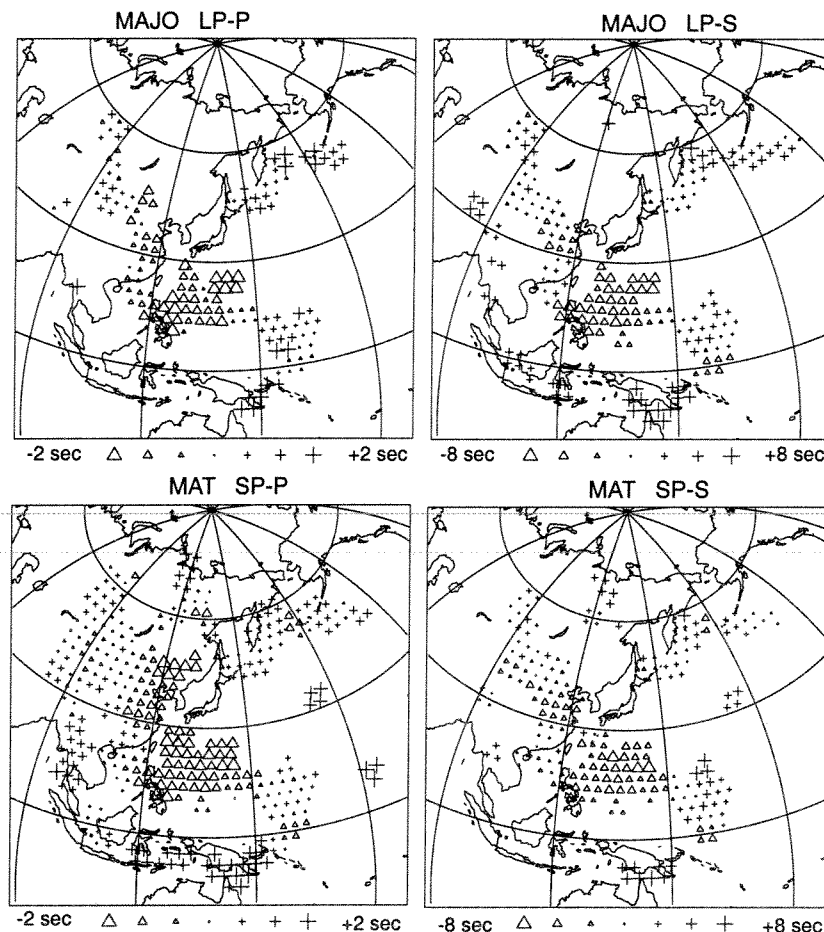 MAJO LP-P
MAJO LP-S
-2 sec +2 sec
-8 sec +8 sec
MAT SP-P
MAT SP-S
-2 sec +2 sec
-8 sec +8 sec